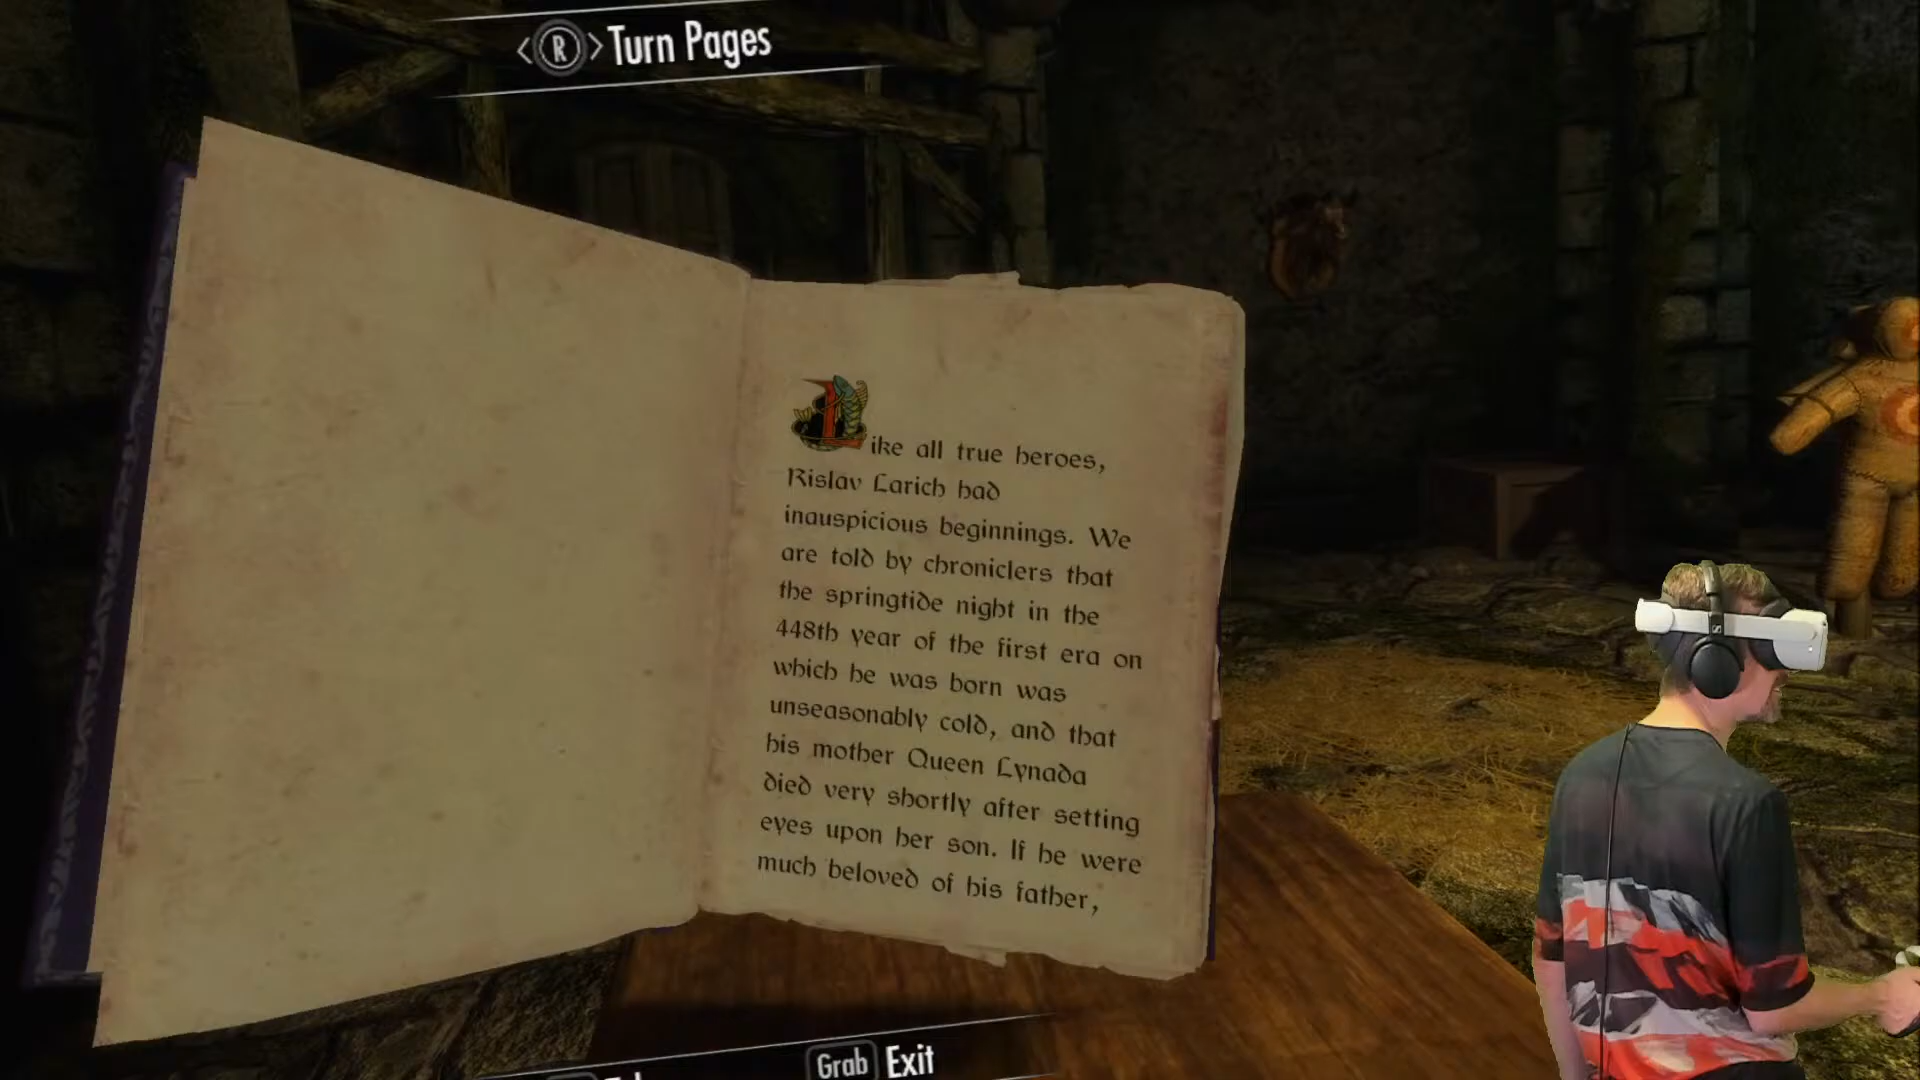 R Turn Pages
Like all true heroes,
Rislav Larich had
inauspicious beginnings. We
are told by chroniclers that
the springtide night in the
448th year of the first era on
which he was born was
unseasonably cold, and that
his mother Queen Lynada
died very shortly after setting
eyes upon her son. If he were
much beloved of his father,
Grab Exit